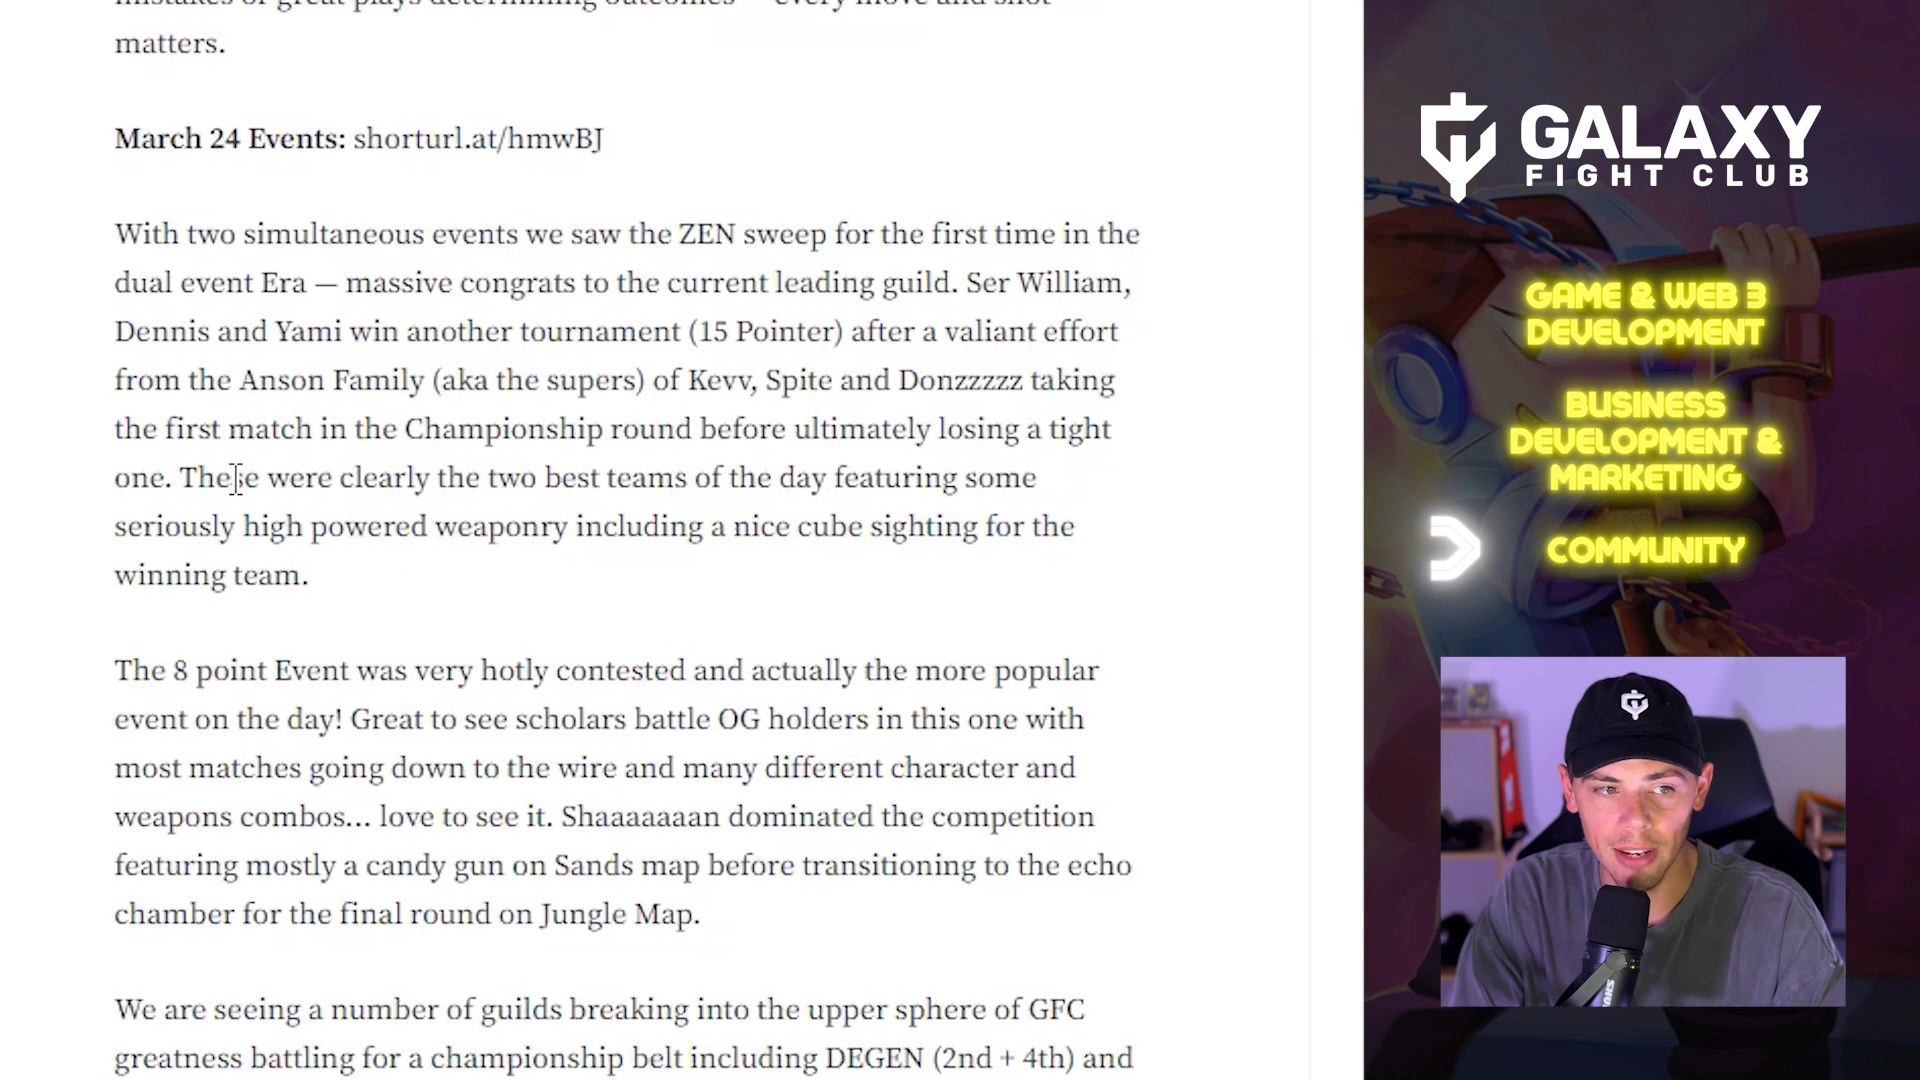 mistakes or great plays determining outcomes — every move and shot
matters.
March 24 Events: shorturl.at/hmwBJ
With two simultaneous events we saw the ZEN sweep for the first time in the
dual event Era — massive congrats to the current leading guild. Ser William,
Dennis and Yami win another tournament (15 Pointer) after a valiant effort
from the Anson Family (aka the supers) of Kevv, Spite and Donzzzzz taking
the first match in the Championship round before ultimately losing a tight
one. These were clearly the two best teams of the day featuring some
seriously high powered weaponry including a nice cube sighting for the
winning team.
The 8 point Event was very hotly contested and actually the more popular
event on the day! Great to see scholars battle OG holders in this one with
most matches going down to the wire and many different character and
weapons combos... love to see it. Shaaaaaaan dominated the competition
featuring mostly a candy gun on Sands map before transitioning to the echo
chamber for the final round on Jungle Map.
We are seeing a number of guilds breaking into the upper sphere of GFC
greatness battling for a championship belt including DEGEN (2nd + 4th) and
GALAXY
FIGHT CLUB
GAME & WEB 3
DEVELOPMENT
BUSINESS
DEVELOPMENT &
MARKETING
COMMUNITY